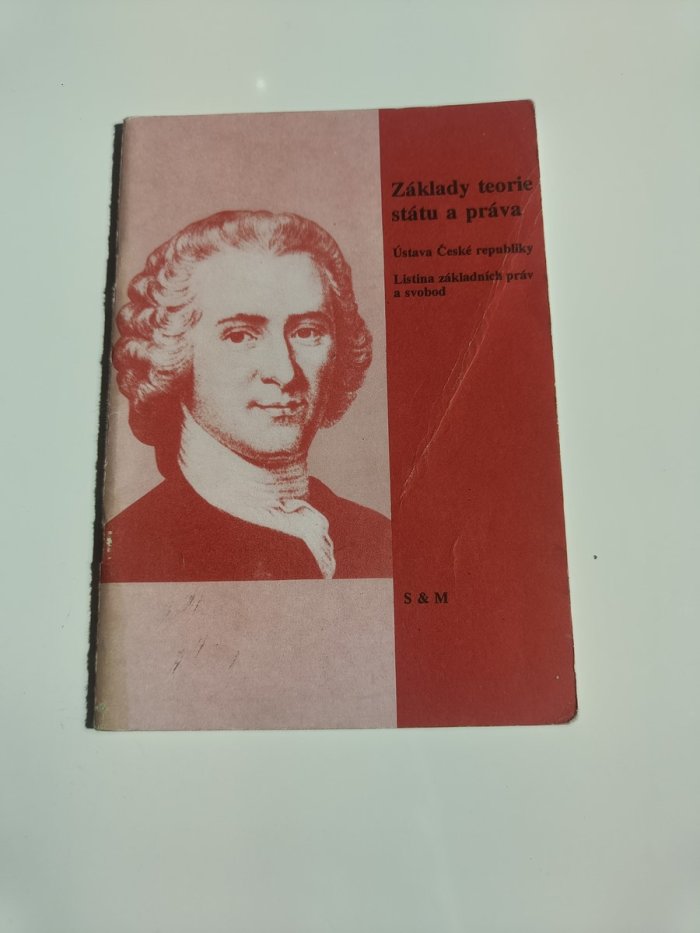 Základy teorie
státu a práva
Ústava České republiky
Listina základních práv
a svobod
S & M